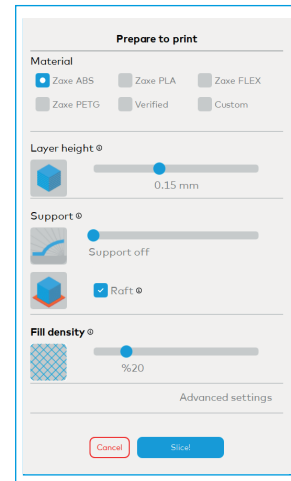 Prepare to print
Material
Zaxe ABS Zaxe PLA Zaxe FLEX
Zaxe PETG Verified Custom
Layer height
0.15 mm
Support
Support off
Raft
Fill density
%20
Advanced settings
Cancel Slice!